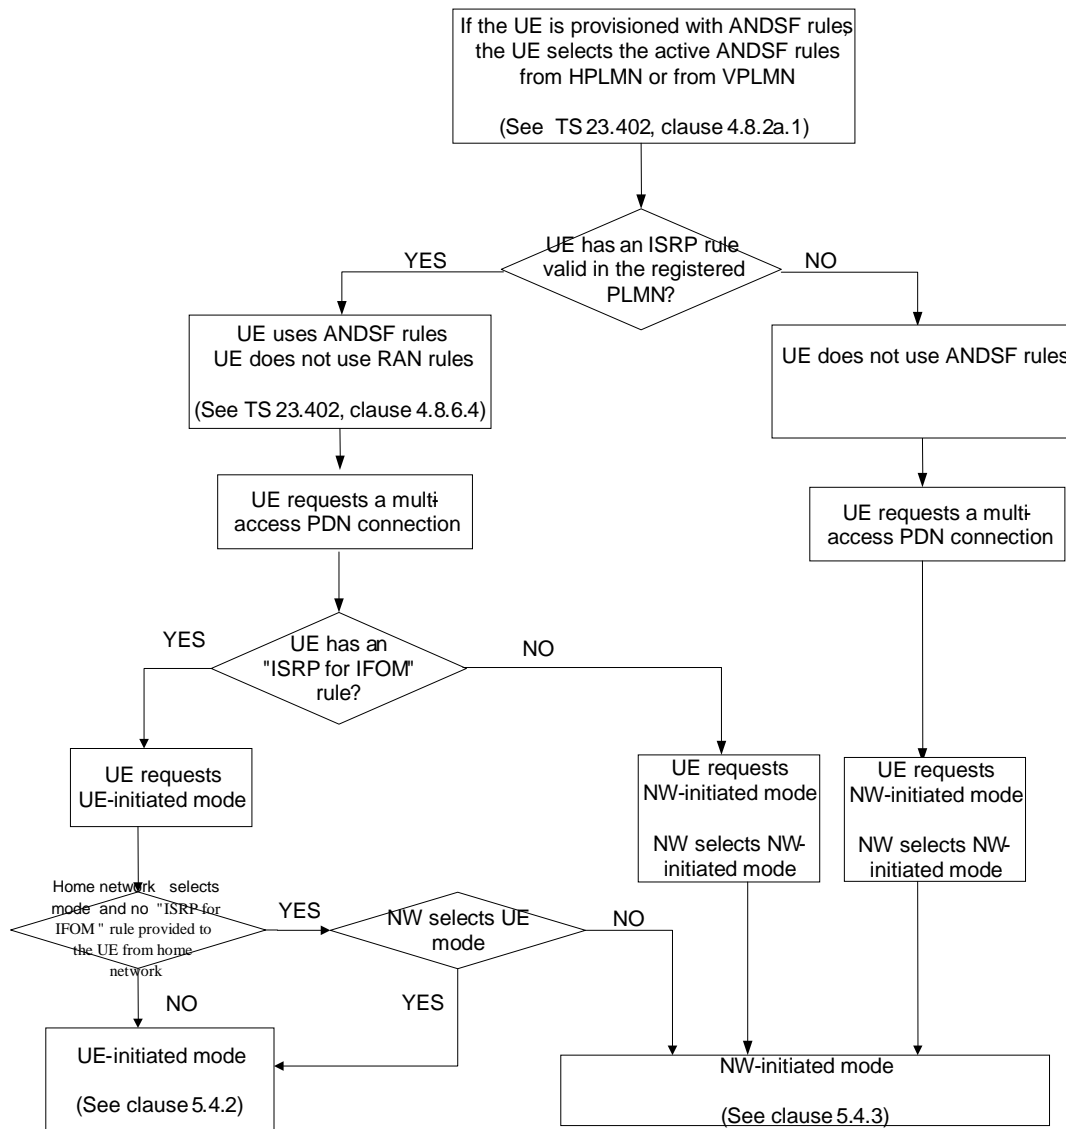 If the UE is provisioned with ANDSF rules,
the UE selects the active ANDSF rules
from HPLMN or from VPLMN
(See TS 23.402, clause 4.8.2a.1)
UE has an ISRP rule
valid in the registered
PLMN?
YES
NO
UE uses ANDSF rules
UE does not use RAN rules
(See TS 23.402, clause 4.8.6.4)
UE does not use ANDSF rules
UE requests a multi-
access PDN connection
UE requests a multi-
access PDN connection
YES
UE has an
"ISRP for IFOM"
rule?
NO
UE requests
UE-initiated mode
UE requests
NW-initiated mode
NW selects NW-
initiated mode
UE requests
NW-initiated mode
NW selects NW-
initiated mode
Home network selects
mode and no "ISRP for
IFOM " rule provided to
the UE from home
network
YES
NW selects UE
mode
NO
NO
YES
UE-initiated mode
(See clause 5.4.2)
NW-initiated mode
(See clause 5.4.3)